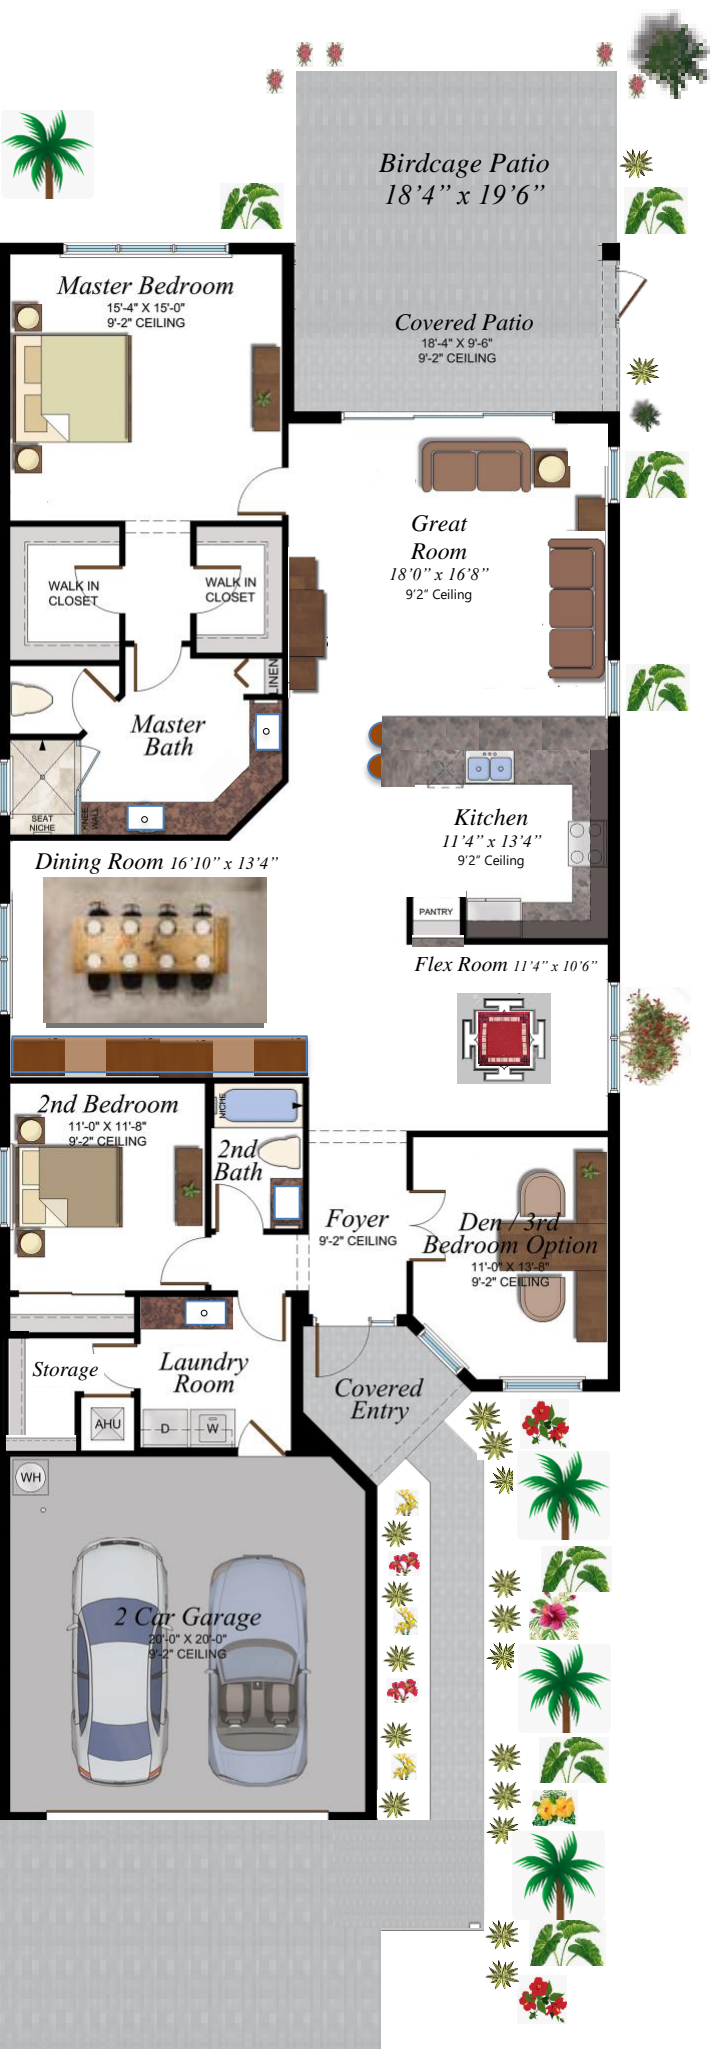 Birdcage Patio
18'4" x 19'6"
Master Bedroom
15'-4" X 15'-0"
9'-2" CEILING
Covered Patio
18'-4" X 9'-6"
9'-2" CEILING
Great
Room
18'0" x 16'8"
9'2" Ceiling
WALK IN
CLOSET
WALK IN
CLOSET
LINEN
Master
Bath
SEAT
NICHE
KNEE
WALL
Kitchen
11'4" x 13'4"
9'2" Ceiling
Dining Room 16'10" x 13'4"
PANTRY
Flex Room 11'4" x 10'6"
2nd Bedroom
11'-0" X 11'-8"
9'-2" CEILING
NICHE
2nd
Bath
Foyer
9'-2" CEILING
Den / 3rd
Bedroom Option
11'-0" X 13'-8"
9'-2" CEILING
Storage
Laundry
Room
Covered
Entry
AHU
D
W
WH
2 Car Garage
20'-0" X 20'-0"
9'-2" CEILING